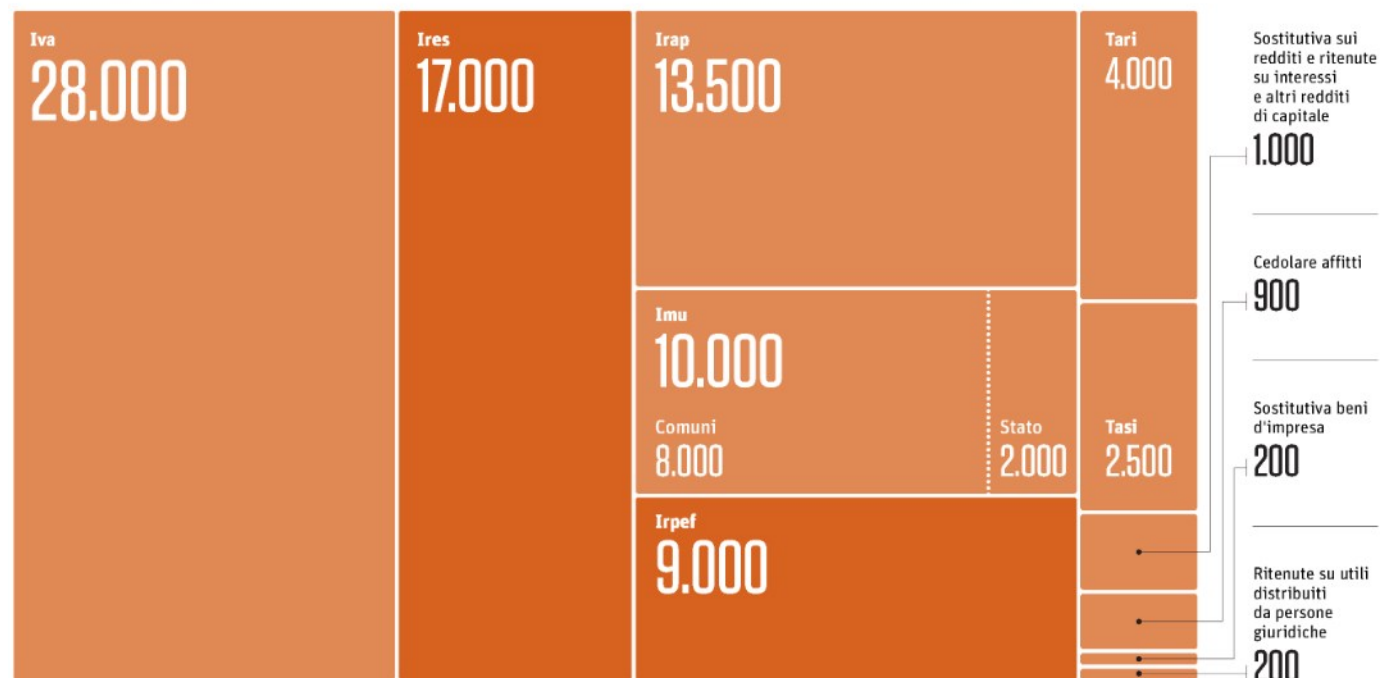 Iva
28.000
Ires
17.000
Irap
13.500
Imu
10.000
Comuni
8.000
Stato
2.000
Irpef
9.000
Tari
4.000
Tasi
2.500
Sostitutiva sui
redditi e ritenute
su interessi
e altri redditi
di capitale
1.000
Cedolare affitti
900
Sostitutiva beni
d'impresa
200
Ritenute su utili
distribuiti
da persone
giuridiche
200